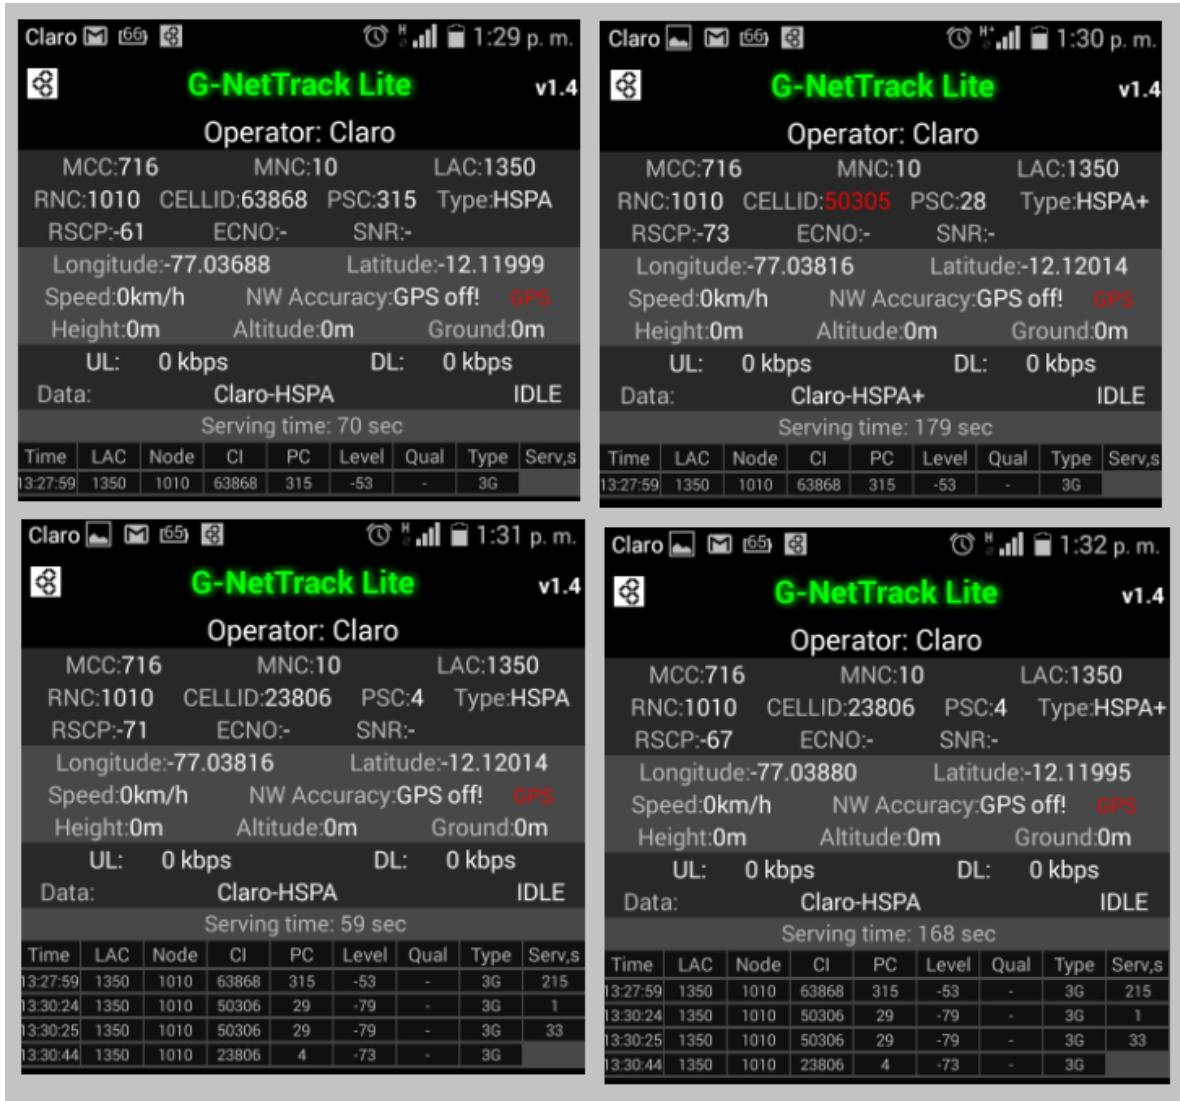 Claro 66 H 1:29 p. m.
G-NetTrack Lite v1.4
Operator: Claro
MCC:716 MNC:10 LAC:1350
RNC:1010 CELLID:63868 PSC:315 Type:HSPA
RSCP:-61 ECNO:- SNR:-
Longitude:-77.03688 Latitude:-12.11999
Speed:0km/h NW Accuracy:GPS off! GPS
Height:0m Altitude:0m Ground:0m
UL: 0 kbps DL: 0 kbps
Data: Claro-HSPA IDLE
Serving time: 70 sec
Time LAC Node CI PC Level Qual Type Serv,s
13:27:59 1350 1010 63868 315 -53 - 3G
Claro 66 H+ 1:30 p. m.
G-NetTrack Lite v1.4
Operator: Claro
MCC:716 MNC:10 LAC:1350
RNC:1010 CELLID:50305 PSC:28 Type:HSPA+
RSCP:-73 ECNO:- SNR:-
Longitude:-77.03816 Latitude:-12.12014
Speed:0km/h NW Accuracy:GPS off! GPS
Height:0m Altitude:0m Ground:0m
UL: 0 kbps DL: 0 kbps
Data: Claro-HSPA+ IDLE
Serving time: 179 sec
Time LAC Node CI PC Level Qual Type Serv,s
13:27:59 1350 1010 63868 315 -53 - 3G
Claro 65 H 1:31 p. m.
G-NetTrack Lite v1.4
Operator: Claro
MCC:716 MNC:10 LAC:1350
RNC:1010 CELLID:23806 PSC:4 Type:HSPA
RSCP:-71 ECNO:- SNR:-
Longitude:-77.03816 Latitude:-12.12014
Speed:0km/h NW Accuracy:GPS off! GPS
Height:0m Altitude:0m Ground:0m
UL: 0 kbps DL: 0 kbps
Data: Claro-HSPA IDLE
Serving time: 59 sec
Time LAC Node CI PC Level Qual Type Serv,s
13:27:59 1350 1010 63868 315 -53 - 3G 215
13:30:24 1350 1010 50306 29 -79 - 3G 1
13:30:25 1350 1010 50306 29 -79 - 3G 33
13:30:44 1350 1010 23806 4 -73 - 3G
Claro 65 H 1:32 p. m.
G-NetTrack Lite v1.4
Operator: Claro
MCC:716 MNC:10 LAC:1350
RNC:1010 CELLID:23806 PSC:4 Type:HSPA+
RSCP:-67 ECNO:- SNR:-
Longitude:-77.03880 Latitude:-12.11995
Speed:0km/h NW Accuracy:GPS off! GPS
Height:0m Altitude:0m Ground:0m
UL: 0 kbps DL: 0 kbps
Data: Claro-HSPA IDLE
Serving time: 168 sec
Time LAC Node CI PC Level Qual Type Serv,s
13:27:59 1350 1010 63868 315 -53 - 3G 215
13:30:24 1350 1010 50306 29 -79 - 3G 1
13:30:25 1350 1010 50306 29 -79 - 3G 33
13:30:44 1350 1010 23806 4 -73 - 3G